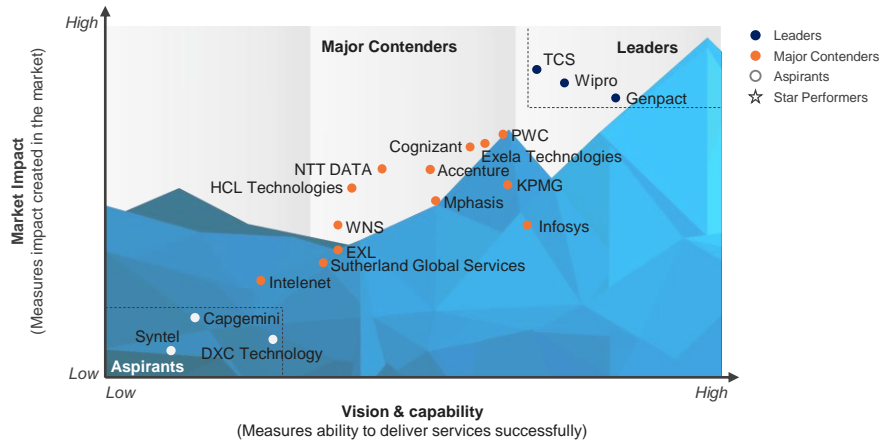 High
Market Impact
(Measures impact created in the market)
Major Contenders
Leaders
TCS
Wipro
Genpact
PWC
Cognizant
Exela Technologies
NTT DATA
Accenture
HCL Technologies
KPMG
Mphasis
WNS
Infosys
EXL
Sutherland Global Services
Intelenet
Capgemini
Syntel
DXC Technology
Aspirants
Low
Low
High
Vision & capability
(Measures ability to deliver services successfully)
Leaders
Major Contenders
Aspirants
Star Performers